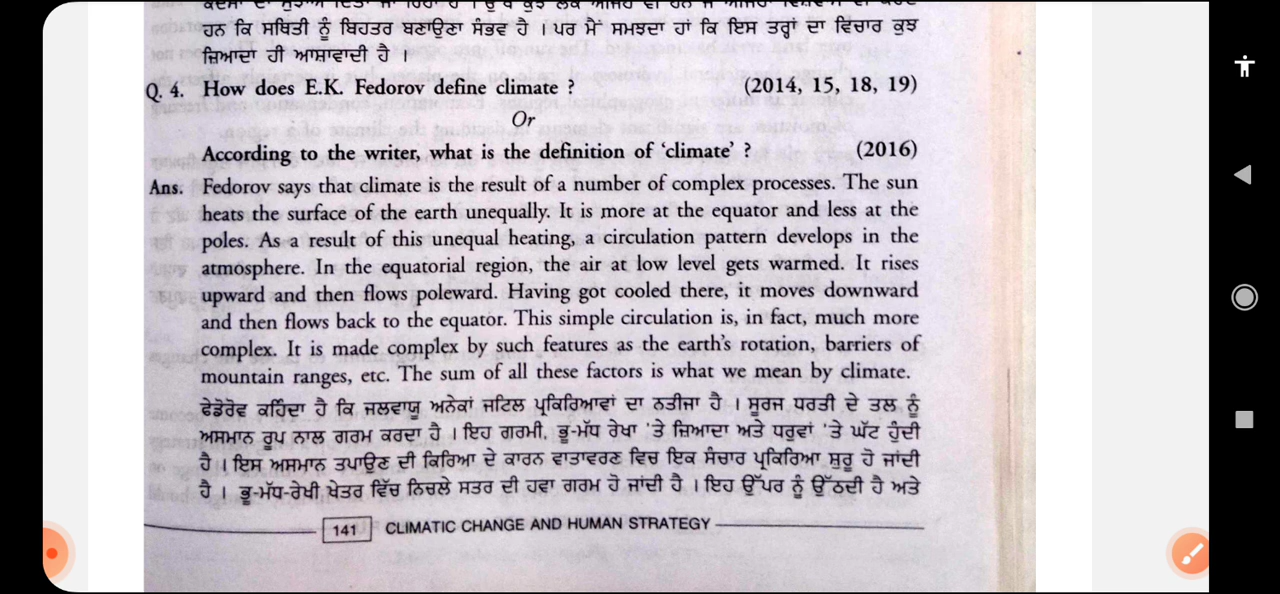 ਹਨ ਕਿ ਸਥਿਤੀ ਨੂੰ ਬਿਹਤਰ ਬਣਾਉਣਾ ਸੰਭਵ ਹੈ । ਪਰ ਮੈਂ ਸਮਝਦਾ ਹਾਂ ਕਿ ਇਸ ਤਰ੍ਹਾਂ ਦਾ ਵਿਚਾਰ ਕੁਝ
ਜ਼ਿਆਦਾ ਹੀ ਆਸ਼ਾਵਾਦੀ ਹੈ ।
Q. 4. How does E.K. Fedorov define climate ? (2014, 15, 18, 19)
Or
According to the writer, what is the definition of ‘climate’ ? (2016)
Ans. Fedorov says that climate is the result of a number of complex processes. The sun
heats the surface of the earth unequally. It is more at the equator and less at the
poles. As a result of this unequal heating, a circulation pattern develops in the
atmosphere. In the equatorial region, the air at low level gets warmed. It rises
upward and then flows poleward. Having got cooled there, it moves downward
and then flows back to the equator. This simple circulation is, in fact, much more
complex. It is made complex by such features as the earth’s rotation, barriers of
mountain ranges, etc. The sum of all these factors is what we mean by climate.
ਫੇਡੋਰੋਵ ਕਹਿੰਦਾ ਹੈ ਕਿ ਜਲਵਾਯੂ ਅਨੇਕਾਂ ਜਟਿਲ ਪ੍ਰਕਿਰਿਆਵਾਂ ਦਾ ਨਤੀਜਾ ਹੈ । ਸੂਰਜ ਧਰਤੀ ਦੇ ਤਲ ਨੂੰ
ਅਸਮਾਨ ਰੂਪ ਨਾਲ ਗਰਮ ਕਰਦਾ ਹੈ । ਇਹ ਗਰਮੀ, ਭੂ-ਮੱਧ ਰੇਖਾ 'ਤੇ ਜ਼ਿਆਦਾ ਅਤੇ ਧਰੁਵਾਂ 'ਤੇ ਘੱਟ ਹੁੰਦੀ
ਹੈ । ਇਸ ਅਸਮਾਨ ਤਪਾਉਣ ਦੀ ਕਿਰਿਆ ਦੇ ਕਾਰਨ ਵਾਤਾਵਰਣ ਵਿਚ ਇਕ ਸੰਚਾਰ ਪ੍ਰਕਿਰਿਆ ਸ਼ੁਰੂ ਹੋ ਜਾਂਦੀ
ਹੈ । ਭੂ-ਮੱਧ-ਰੇਖੀ ਖੇਤਰ ਵਿੱਚ ਨਿਚਲੇ ਸਤਰ ਦੀ ਹਵਾ ਗਰਮ ਹੋ ਜਾਂਦੀ ਹੈ । ਇਹ ਉੱਪਰ ਨੂੰ ਉੱਠਦੀ ਹੈ ਅਤੇ
141 CLIMATIC CHANGE AND HUMAN STRATEGY